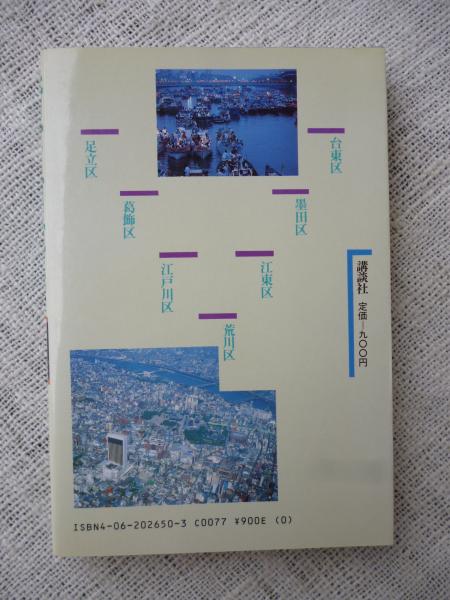 台東区
墨田区
江東区
荒川区
江戸川区
葛飾区
足立区
講談社 定価=九〇〇円
ISBN4-06-202650-3 C0077 ¥900E (0)